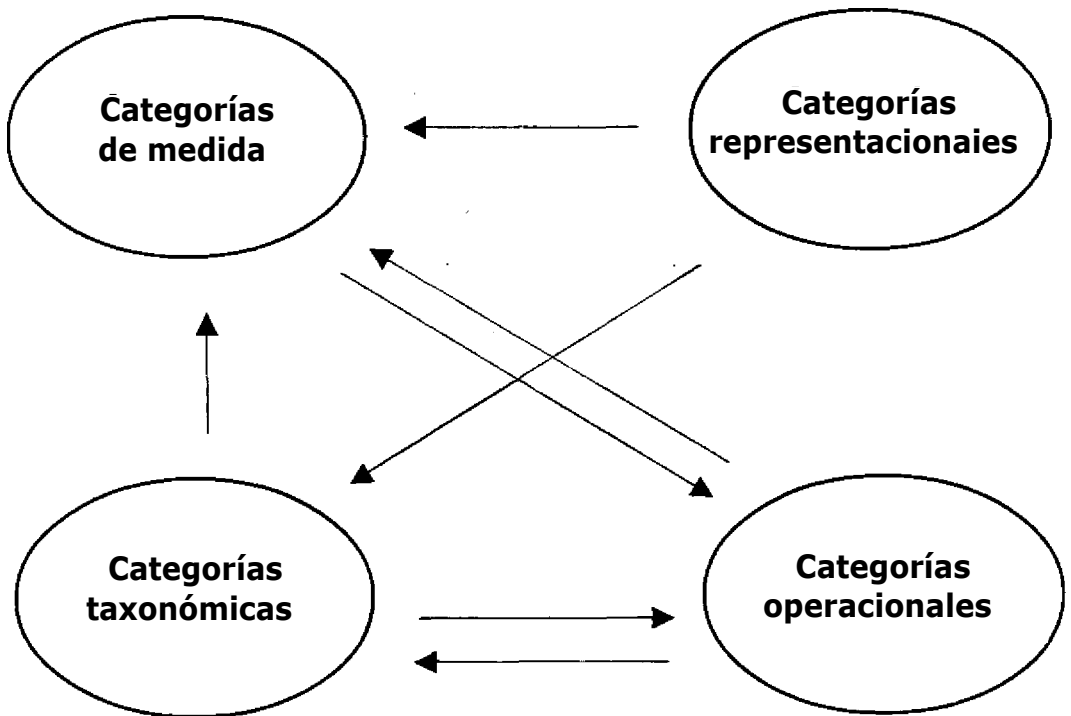 Categorías
de medida
Categorías
representacionaies
Categorías
taxonómicas
Categorías
operacionales